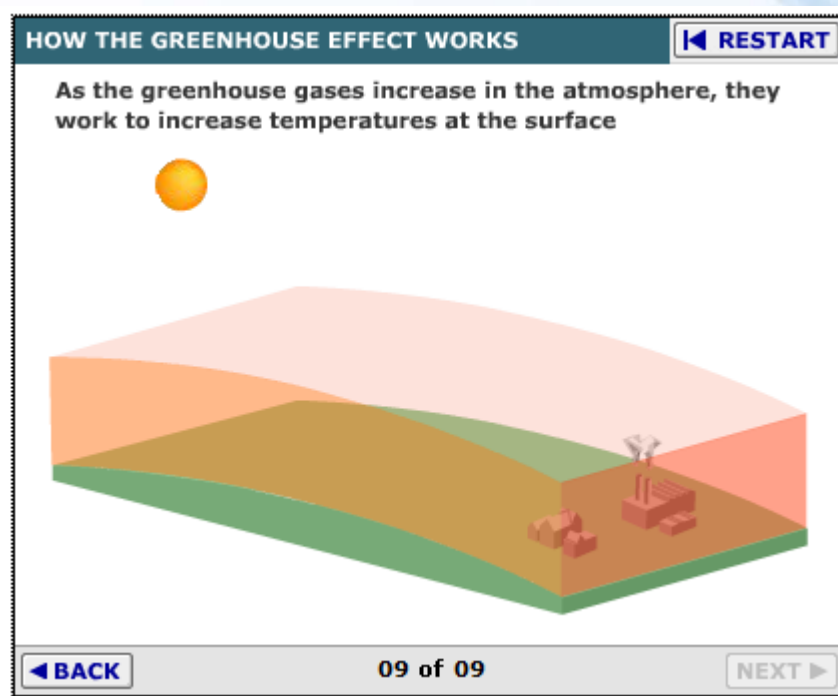 HOW THE GREENHOUSE EFFECT WORKS
RESTART
As the greenhouse gases increase in the atmosphere, they
work to increase temperatures at the surface
BACK
09 of 09
NEXT